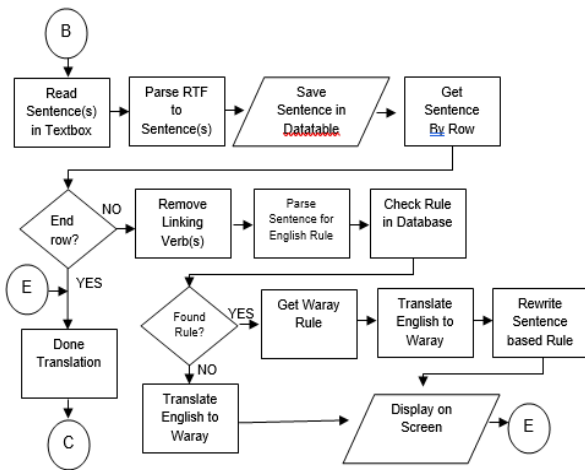 B
Read
Sentence(s)
in Textbox
Parse RTF
to
Sentence(s)
Save
Sentence in
Datatable
Get
Sentence
By Row
End
row?
NO
YES
Remove
Linking
Verb(s)
Parse
Sentence for
English Rule
Check Rule
in Database
E
Found
Rule?
YES
NO
Get Waray
Rule
Translate
English to
Waray
Rewrite
Sentence
based Rule
Done
Translation
Translate
English to
Waray
Display on
Screen
E
C